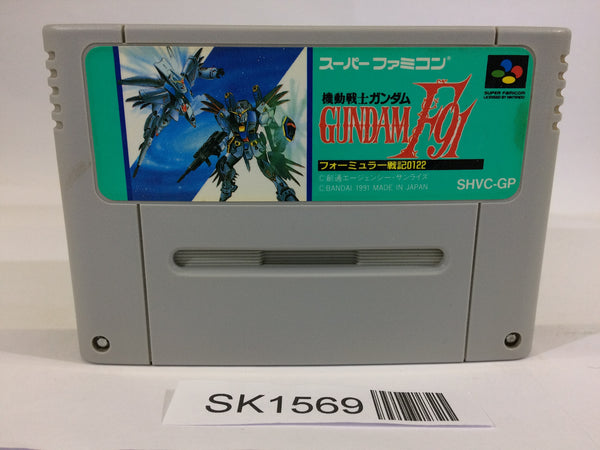 スーパーファミコン
SUPER FAMICOM
LICENSED BY NINTENDO
機動戦士ガンダム
GUNDAM F91
フォーミュラー戦記0122
©創通エージェンシー・サンライズ
©BANDAI 1991 MADE IN JAPAN
SHVC-GP
SK1569